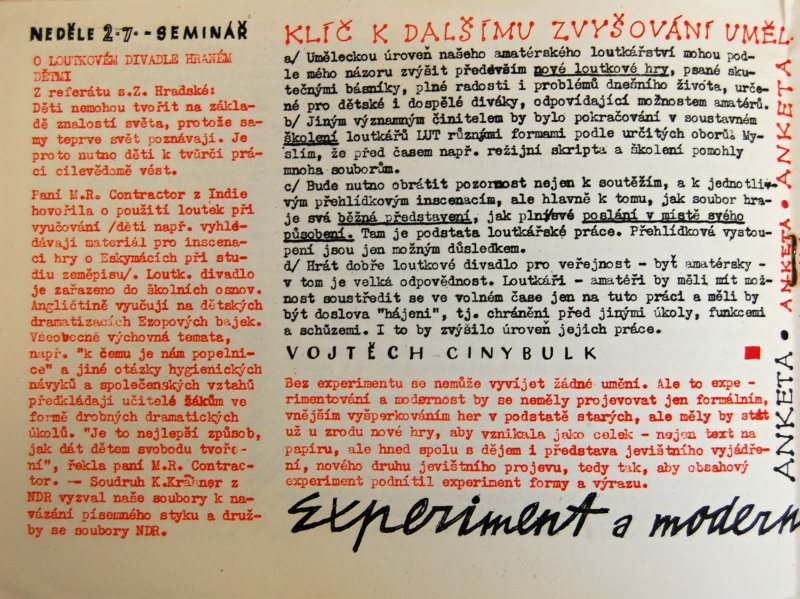 NEDĚLE 2.7. - SEMINÁŘ
O LOUTKOVÉM DIVADLE HRANÉM
DĚTMI
Z referátu s.Z. Hradské:
Děti nemohou tvořit na zákla-
dě znalostí světa, protože sa-
my teprve svět poznávají. Je
proto nutno děti k tvůrčí prá-
ci cílevědomě vést.
Paní M.R. Contractor z Indie
hovořila o použití loutek při
vyučování /děti např. vyhlé-
dávají materiál pro inscena-
ci hry o Eskymácích při stu-
diu zeměpisu/. Loutk. divadlo
je zařazeno do školních osnov.
Angličtině vyučují na dětských
dramatizacích Ezopových bajek.
Všeobecně výchovná temata,
např. "k čemu je nám popelni-
ce" a jiné otázky hygienických
návyků a společenských vztahů
předkládají učitelé žákům ve
formě drobných dramatických
úkolů. "Je to nejlepší způsob,
jak dát dětem svobodu tvoře-
ní", řekla paní M.R. Contrac-
tor. — Soudruh K.Krähner z
NDR vyzval naše soubory k na-
vázání písemného styku a druž-
by se soubory NDR.
KLÍČ K DALŠÍMU ZVYŠOVÁNÍ UMĚL.
a/ Uměleckou úroveň našeho amatérského loutkářství mohou pod-
le mého názoru zvýšit především nové loutkové hry, psané sku-
tečnými básníky, plné radosti i problémů dnešního života, urče-
né pro dětské i dospělé diváky, odpovídající možnostem amatérů.
b/ Jiným významným činitelem by bylo pokračování v soustavném
školení loutkářů LUT různými formami podle určitých oborů. My-
slím, že před časem např. režijní skripta a školení pomohly
mnoha souborům.
c/ Bude nutno obrátit pozornost nejen k soutěžím, a k jednotli-
vým přehlídkovým inscenacím, ale hlavně k tomu, jak soubor hra-
je svá běžná představení, jak plní své poslání v místě svého
působení. Tam je podstata loutkářské práce. Přehlídková vystou-
pení jsou jen možným důsledkem.
d/ Hrát dobře loutkové divadlo pro veřejnost - byť amatérsky -
v tom je velká odpovědnost. Loutkáři - amatéři by měli mít mož-
nost soustředit se ve volném čase jen na tuto práci a měli by
být doslova "hájeni", tj. chráněni před jinými úkoly, funkcemi
a schůzemi. I to by zvýšilo úroveň jejich práce.
VOJTĚCH CINYBULK
Bez experimentu se nemůže vyvíjet žádné umění. Ale to expe -
rimentování a modernost by se neměly projevovat jen formálním,
vnějším vyšperkováním her v podstatě starých, ale měly by stát
už u zrodu nové hry, aby vznikala jako celek - nejen text na
papíru, ale hned spolu s dějem i představa jevištního vyjádře-
ní, nového druhu jevištního projevu, tedy tak, aby obsahový
experiment podnítil experiment formy a výrazu.
Experiment a modern
ANKETA • ANKETA • ANKETA • ANKETA